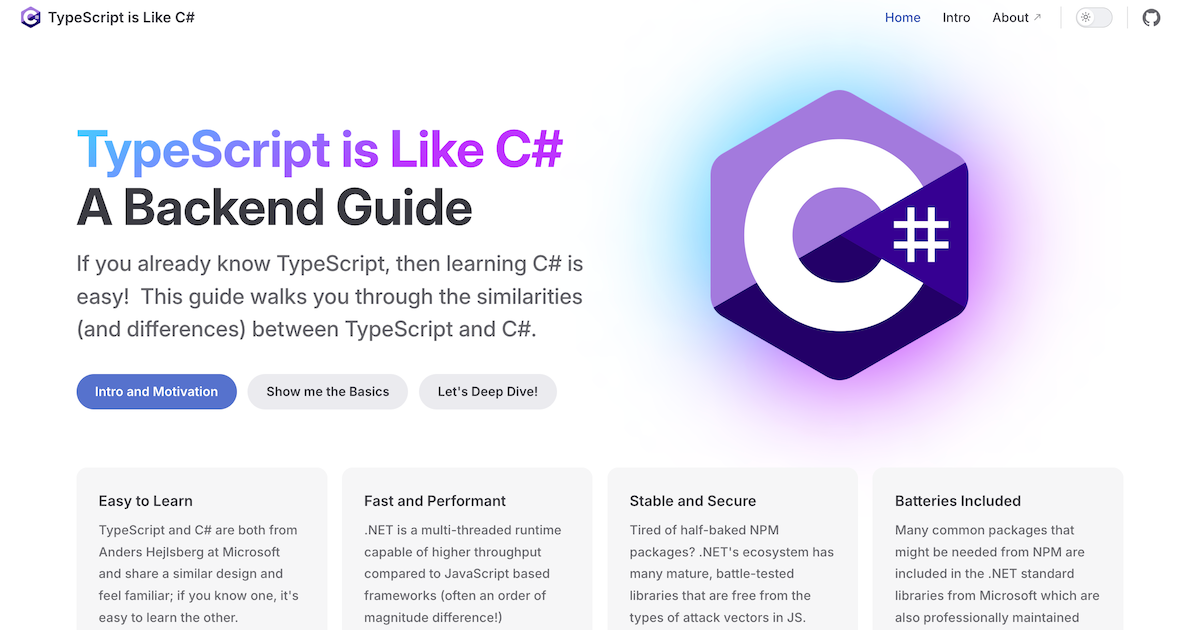 TypeScript is Like C#
Home
Intro
About ↗
TypeScript is Like C#
A Backend Guide
If you already know TypeScript, then learning C# is
easy!  This guide walks you through the similarities
(and differences) between TypeScript and C#.
Intro and Motivation
Show me the Basics
Let's Deep Dive!
C#
Easy to Learn
TypeScript and C# are both from
Anders Hejlsberg at Microsoft
and share a similar design and
feel familiar; if you know one, it's
easy to learn the other.
Fast and Performant
.NET is a multi-threaded runtime
capable of higher throughput
compared to JavaScript based
frameworks (often an order of
magnitude difference!)
Stable and Secure
Tired of half-baked NPM
packages? .NET's ecosystem has
many mature, battle-tested
libraries that are free from the
types of attack vectors in JS.
Batteries Included
Many common packages that
might be needed from NPM are
included in the .NET standard
libraries from Microsoft which are
also professionally maintained